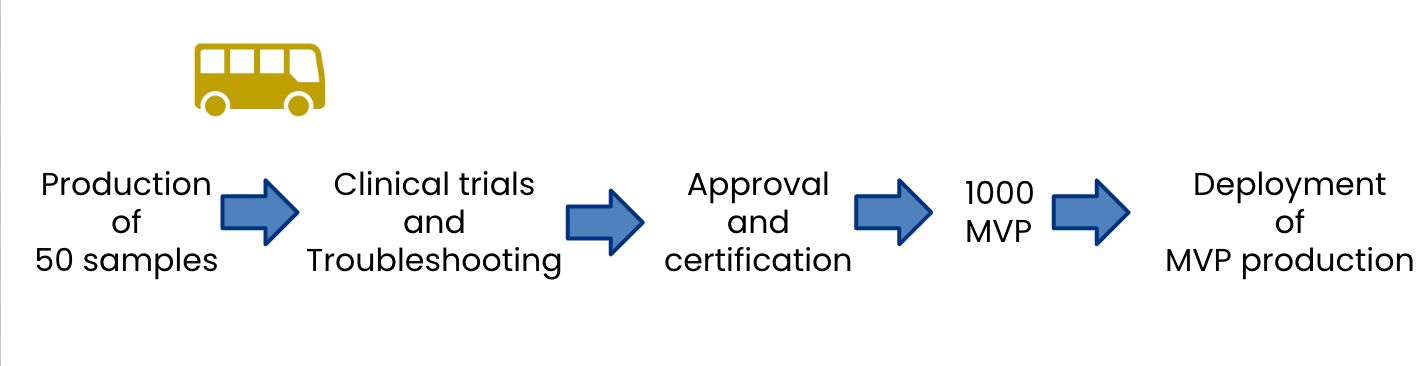 Production
of
50 samples
Clinical trials
and
Troubleshooting
Approval
and
certification
1000
MVP
Deployment
of
MVP production